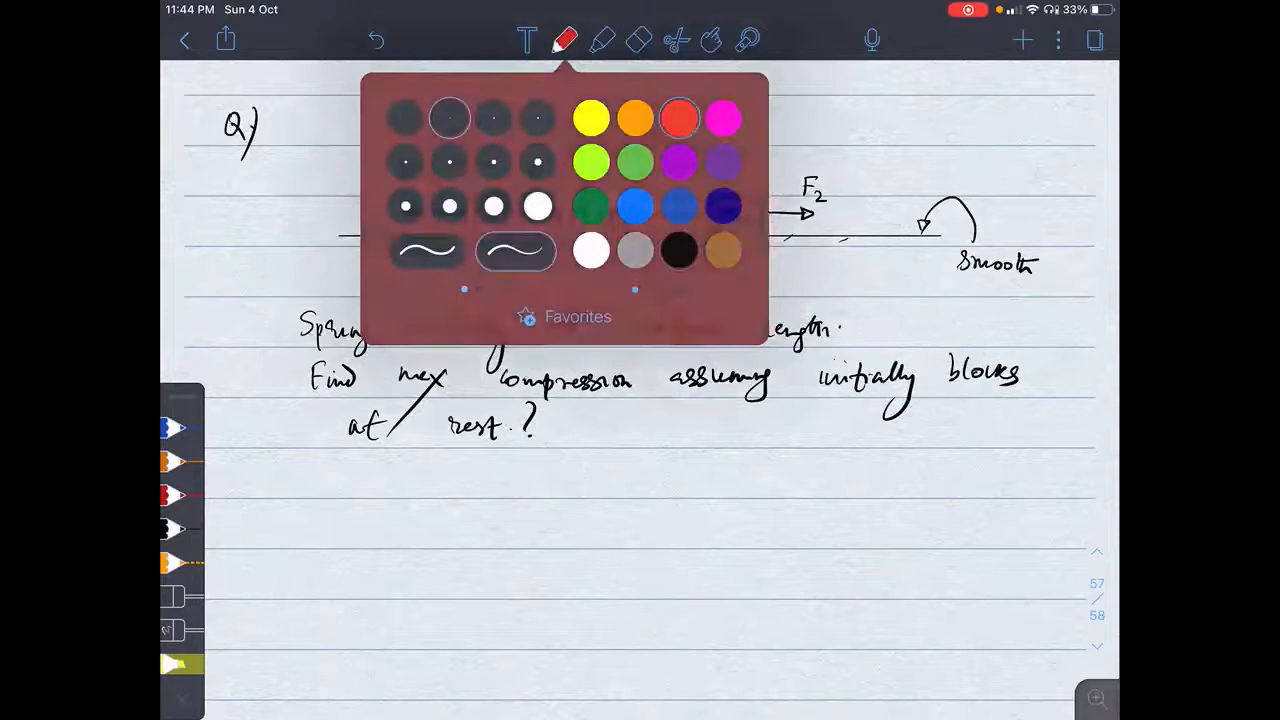 11:44 PM Sun 4 Oct 33%
T
Q)
F2
Smooth
Favorites
Find max compression assuming initially blocks
at rest.?
57
/
58